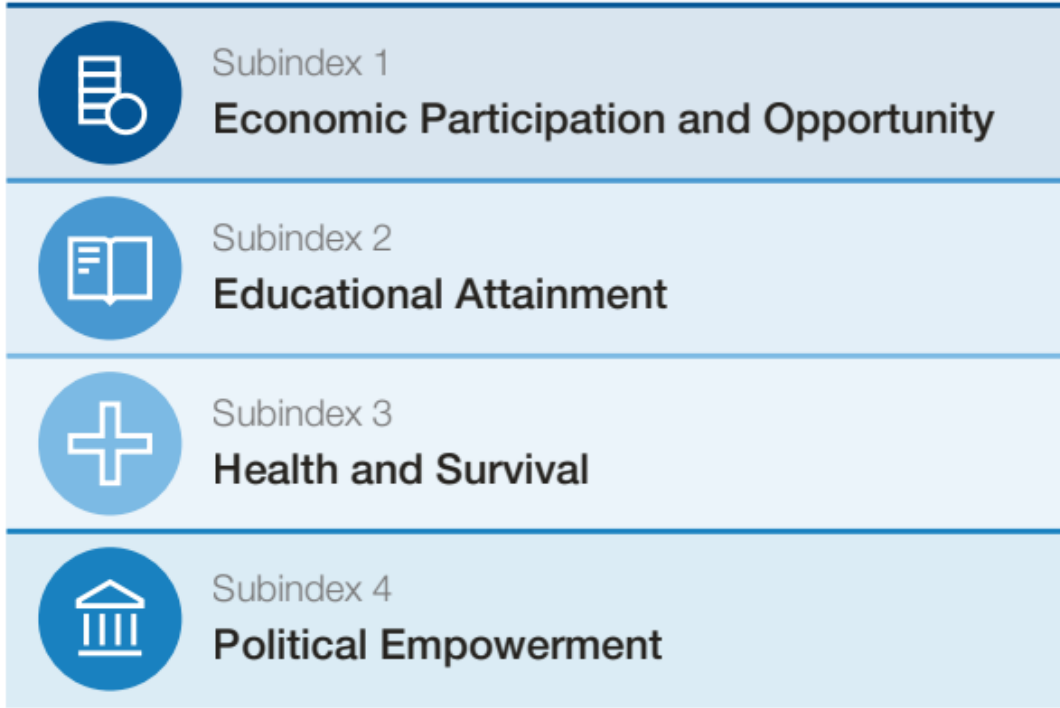 Subindex 1
Economic Participation and Opportunity
Subindex 2
Educational Attainment
Subindex 3
Health and Survival
Subindex 4
Political Empowerment